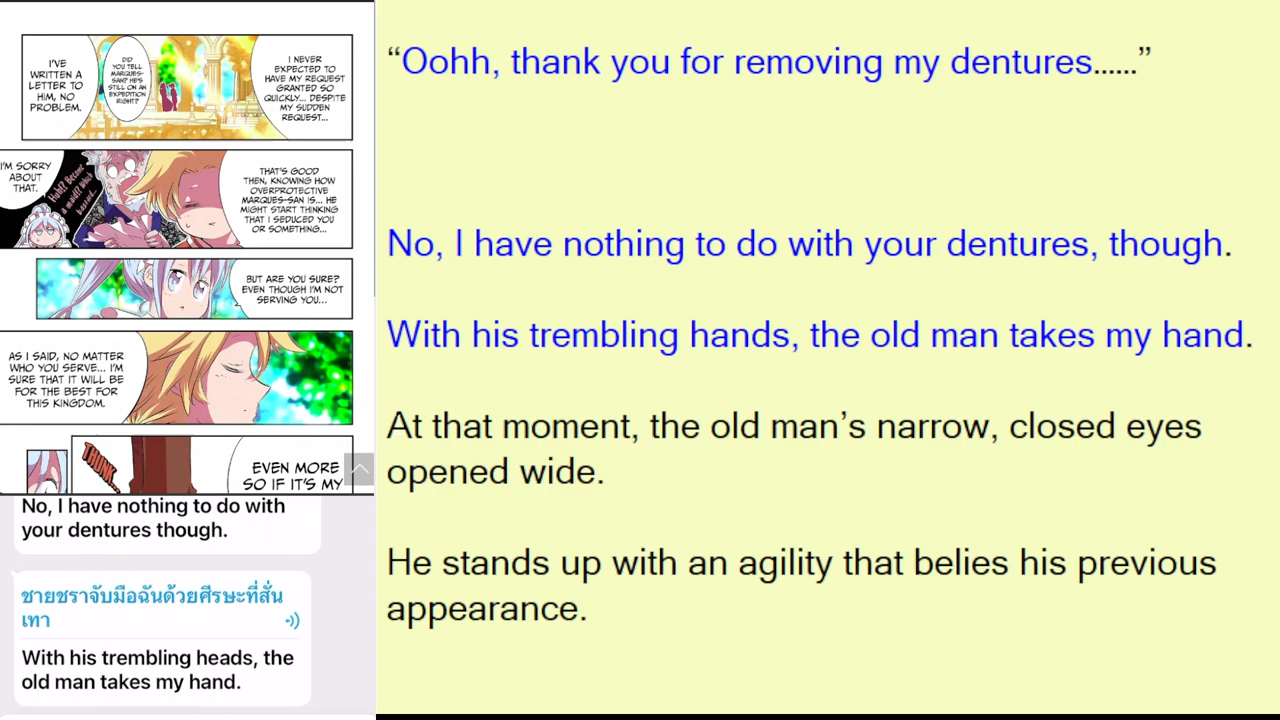 I'VE
WRITTEN A
LETTER TO
HIM, NO
PROBLEM.
DID
YOU TELL
MARQUES-
SAN? HE'S
STILL ON AN
EXPEDITION
RIGHT?
I NEVER
EXPECTED TO
HAVE MY REQUEST
GRANTED SO
QUICKLY... DESPITE
MY SUDDEN
REQUEST...
I'M SORRY
ABOUT
THAT.
Huh!? Become
a maid!? Which
THAT'S GOOD
THEN, KNOWING HOW
OVERPROTECTIVE
MARQUES-SAN IS... HE
MIGHT START THINKING
THAT I SEDUCED YOU
OR SOMETHING...
BUT ARE YOU SURE?
EVEN THOUGH I'M NOT
SERVING YOU...
AS I SAID, NO MATTER
WHO YOU SERVE... I'M
SURE THAT IT WILL BE
FOR THE BEST FOR
THIS KINGDOM.
THUNK
EVEN MORE
SO IF IT'S MY
No, I have nothing to do with
your dentures though.
ชายชราจับมือฉันด้วยศีรษะที่สั่น
เทา
With his trembling heads, the
old man takes my hand.
“Oohh, thank you for removing my dentures......”
No, I have nothing to do with your dentures, though.
With his trembling hands, the old man takes my hand.
At that moment, the old man’s narrow, closed eyes
opened wide.
He stands up with an agility that belies his previous
appearance.